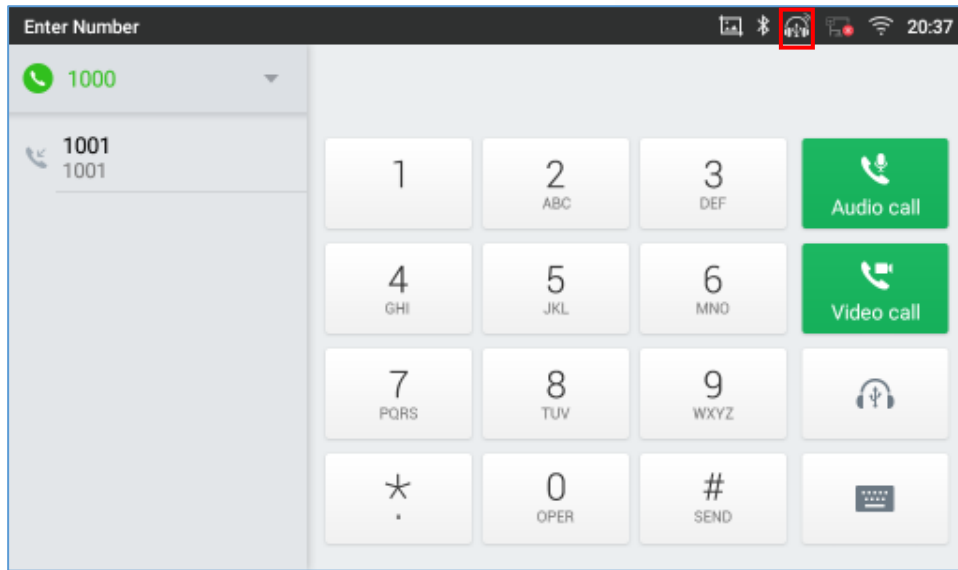 Enter Number
20:37
1000
1001
1001
1
2
ABC
3
DEF
Audio call
4
GHI
5
JKL
6
MNO
Video call
7
PQRS
8
TUV
9
WXYZ
*
.
0
OPER
#
SEND